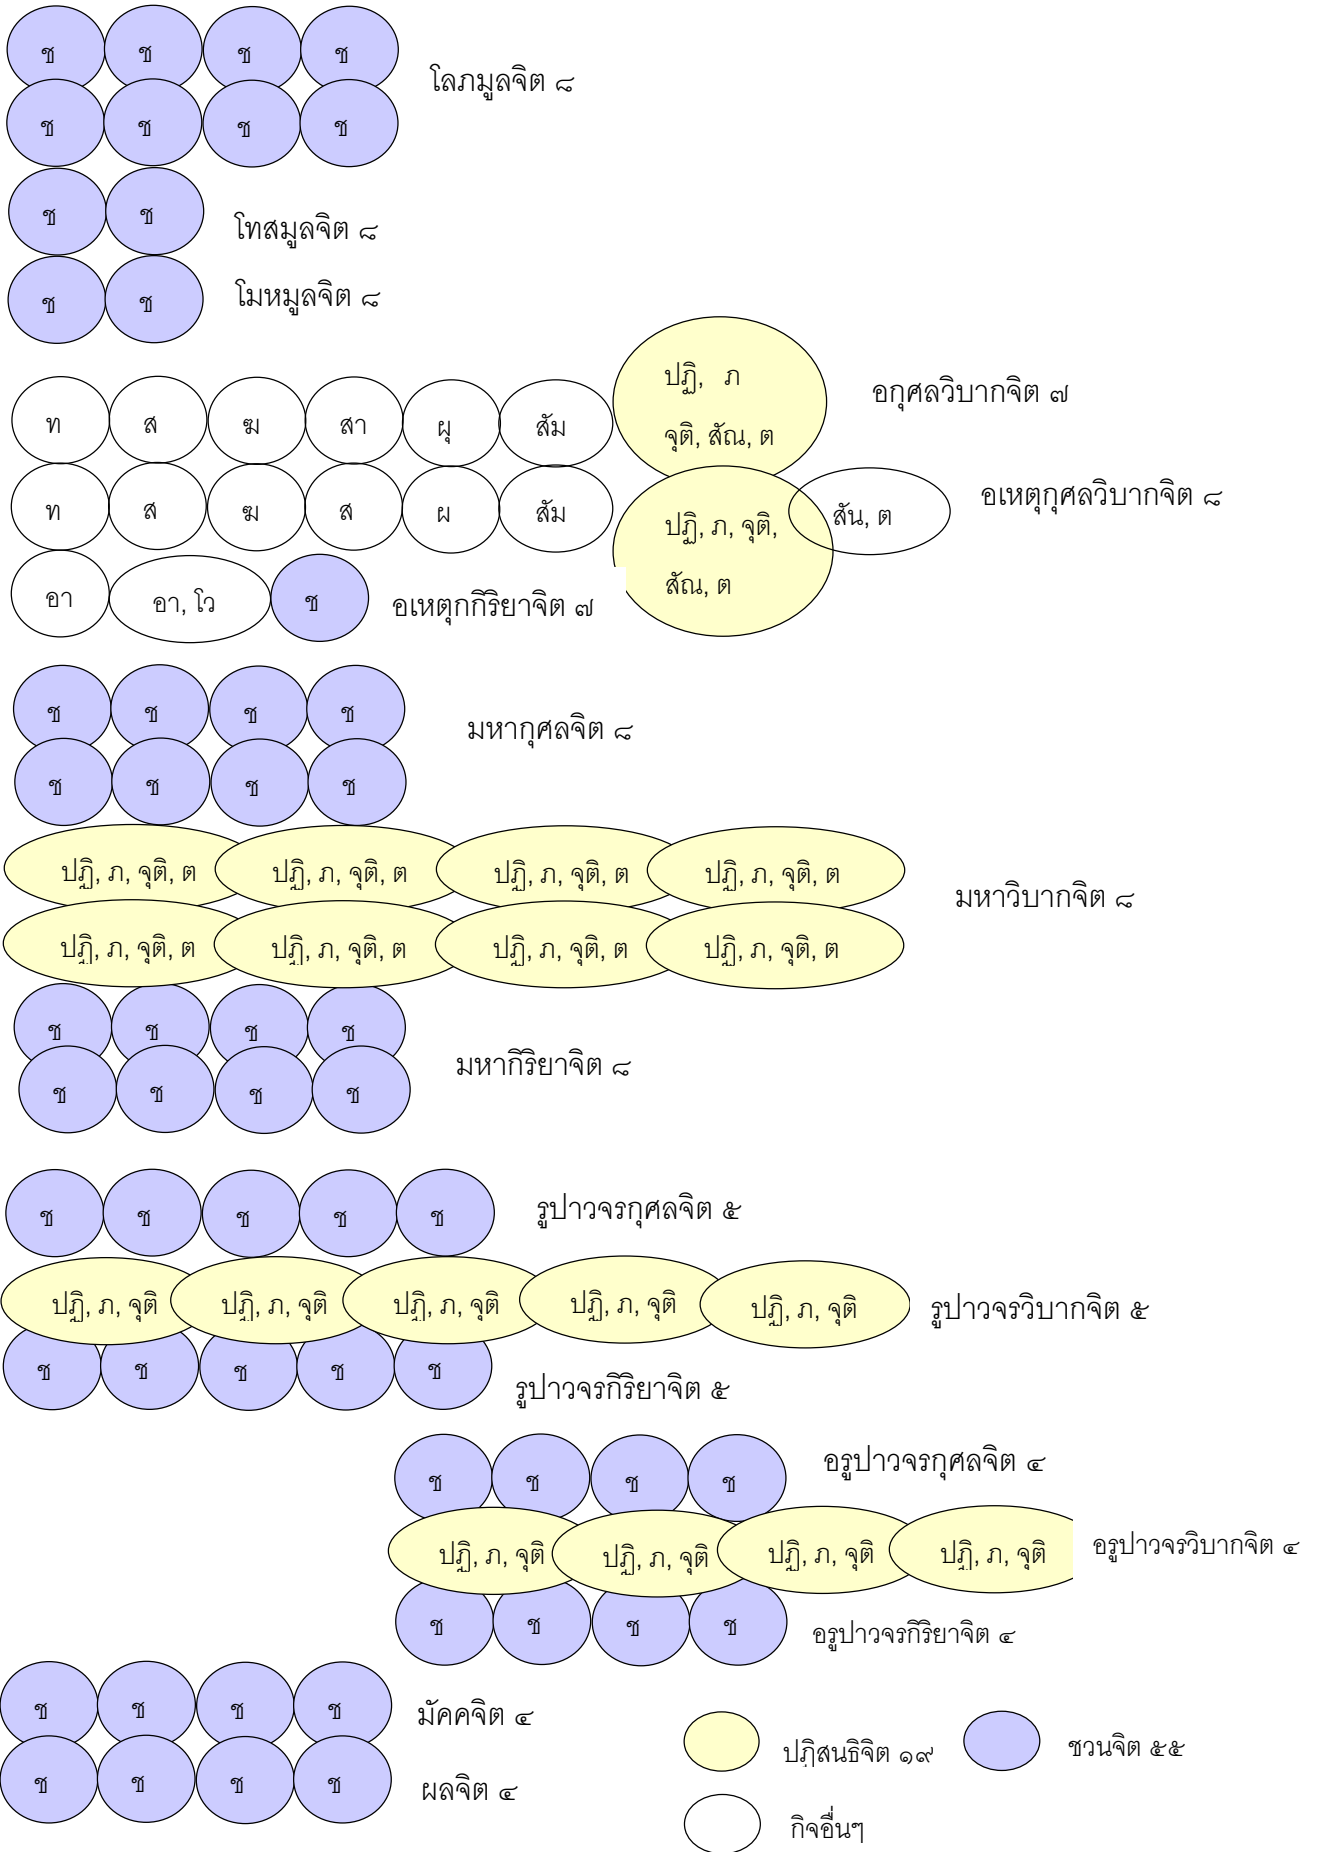 ช ช ช ช
โลภมูลจิต ๘
ช ช ช ช
ช ช
โทสมูลจิต ๘
ช ช
โมหมูลจิต ๘
ท ส ฆ สา ผุ สัม
ปฏิ, ภ
จุติ, สัณ, ต
อกุศลวิบากจิต ๗
ท ส ฆ ส ผ สัม
ปฏิ, ภ, จุติ,
สัณ, ต
สัน, ต
อเหตุกุศลวิบากจิต ๘
อา อา, โว ช
อเหตุกกิริยาจิต ๗
ช ช ช ช
มหากุศลจิต ๘
ช ช ช ช
ปฏิ, ภ, จุติ, ต ปฏิ, ภ, จุติ, ต ปฏิ, ภ, จุติ, ต ปฏิ, ภ, จุติ, ต
มหาวิบากจิต ๘
ปฏิ, ภ, จุติ, ต ปฏิ, ภ, จุติ, ต ปฏิ, ภ, จุติ, ต ปฏิ, ภ, จุติ, ต
ช ช ช ช
มหากิริยาจิต ๘
ช ช ช ช
ช ช ช ช ช
รูปาวจรกุศลจิต ๕
ปฏิ, ภ, จุติ ปฏิ, ภ, จุติ ปฏิ, ภ, จุติ ปฏิ, ภ, จุติ ปฏิ, ภ, จุติ
รูปาวจรวิบากจิต ๕
ช ช ช ช ช
รูปาวจรกิริยาจิต ๕
ช ช ช ช
อรูปาวจรกุศลจิต ๔
ปฏิ, ภ, จุติ ปฏิ, ภ, จุติ ปฏิ, ภ, จุติ ปฏิ, ภ, จุติ
อรูปาวจรวิบากจิต ๔
ช ช ช ช
อรูปาวจรกิริยาจิต ๔
ช ช ช ช
มัคคจิต ๔
ช ช ช ช
ผลจิต ๔
ปฏิสนธิจิต ๑๙
ชวนจิต ๕๕
กิจอื่นๆ